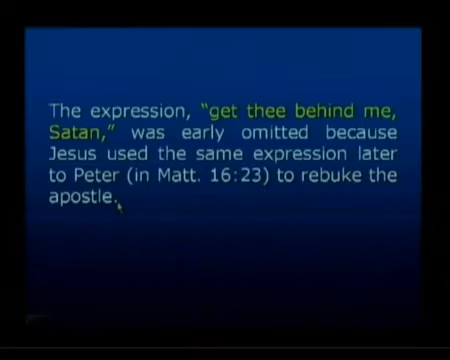 The expression, “get thee behind me,
Satan,” was early omitted because
Jesus used the same expression later
to Peter (in Matt. 16:23) to rebuke the
apostle.